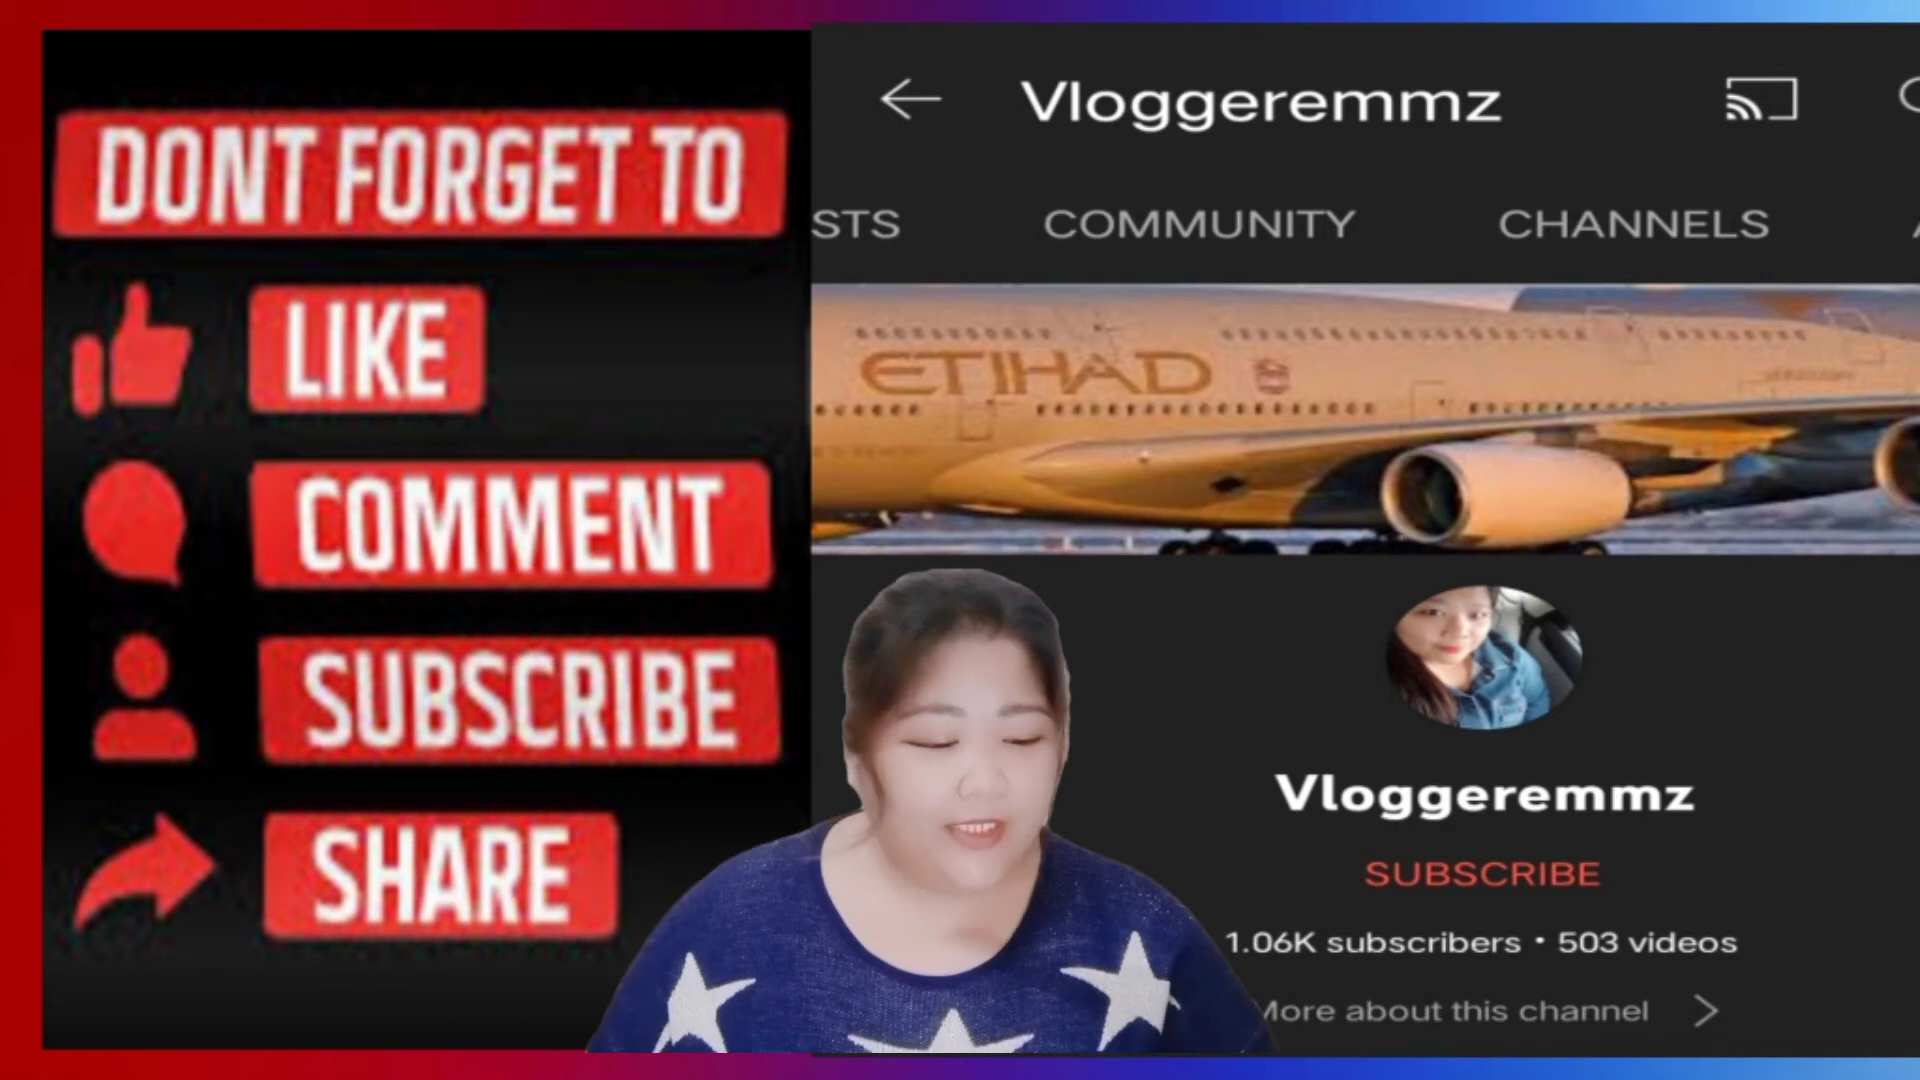 DONT FORGET TO
LIKE
COMMENT
SUBSCRIBE
SHARE
Vloggeremmz
STS
COMMUNITY
CHANNELS
ETIHAD
Vloggeremmz
SUBSCRIBE
1.06K subscribers • 503 videos
More about this channel